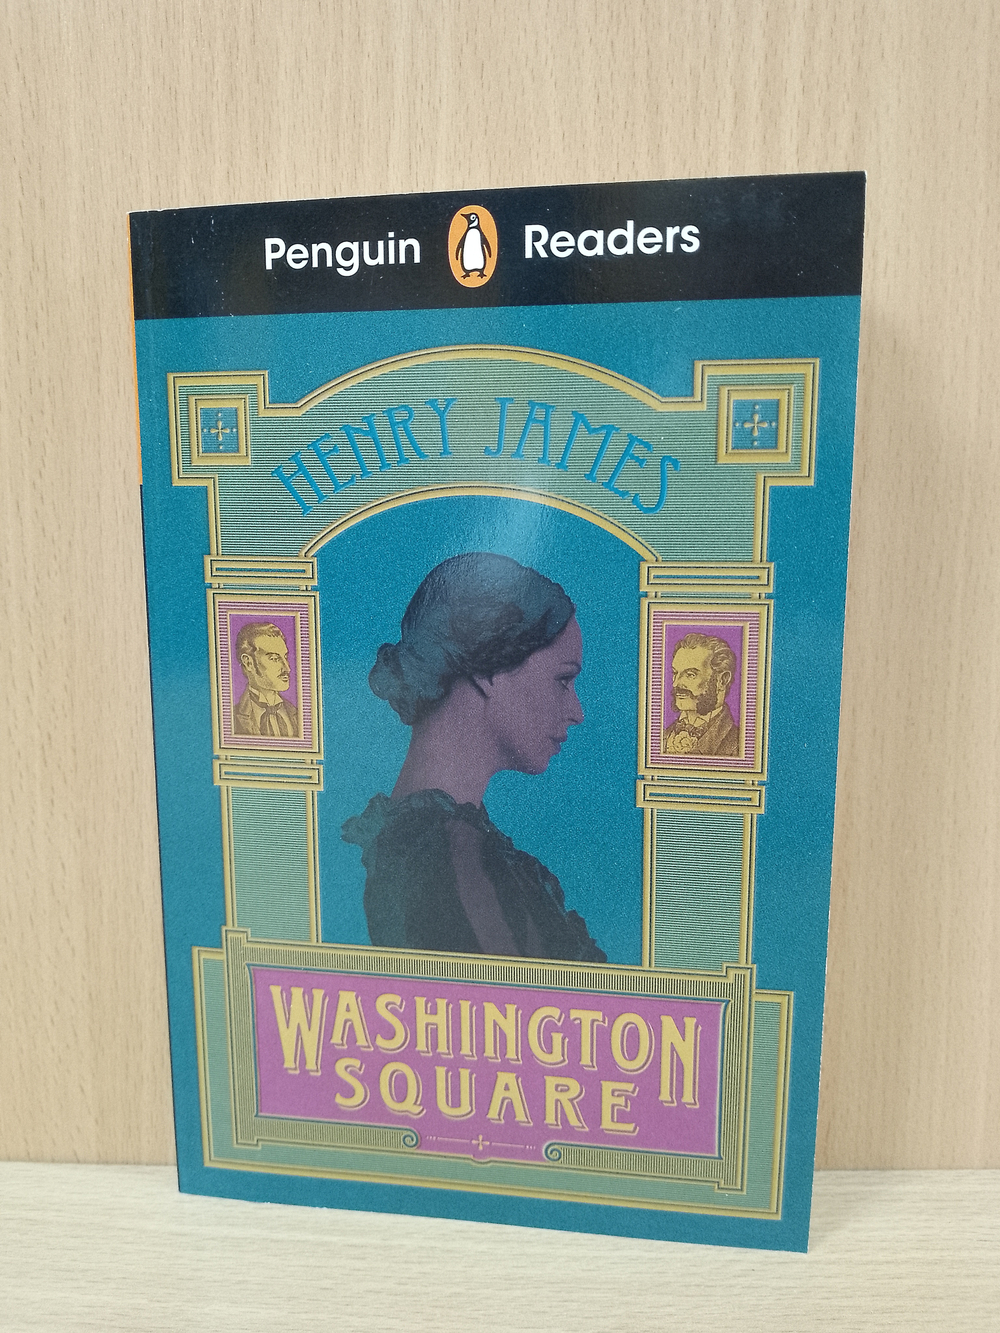 Penguin Readers
HENRY JAMES
WASHINGTON
SQUARE